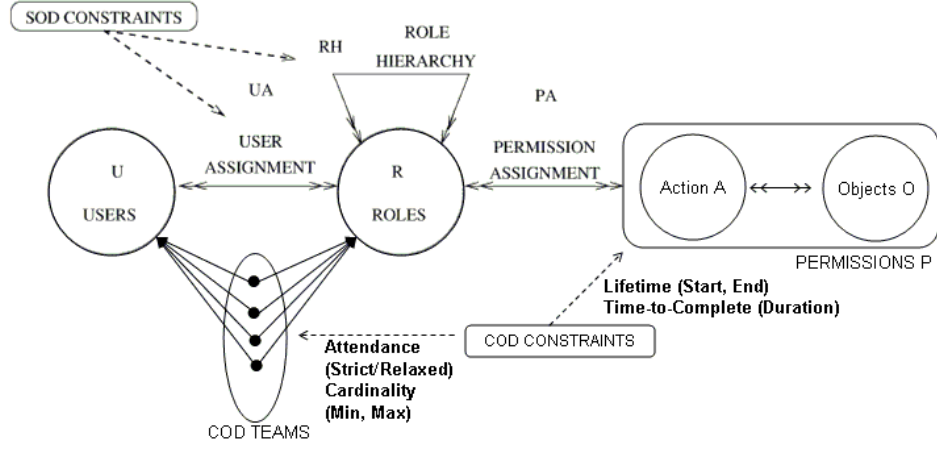 SOD CONSTRAINTS
RH
ROLE
HIERARCHY
UA
PA
USER
ASSIGNMENT
PERMISSION
ASSIGNMENT
U
USERS
R
ROLES
Action A
Objects O
PERMISSIONS P
Lifetime (Start, End)
Time-to-Complete (Duration)
COD CONSTRAINTS
Attendance
(Strict/Relaxed)
Cardinality
(Min, Max)
COD TEAMS